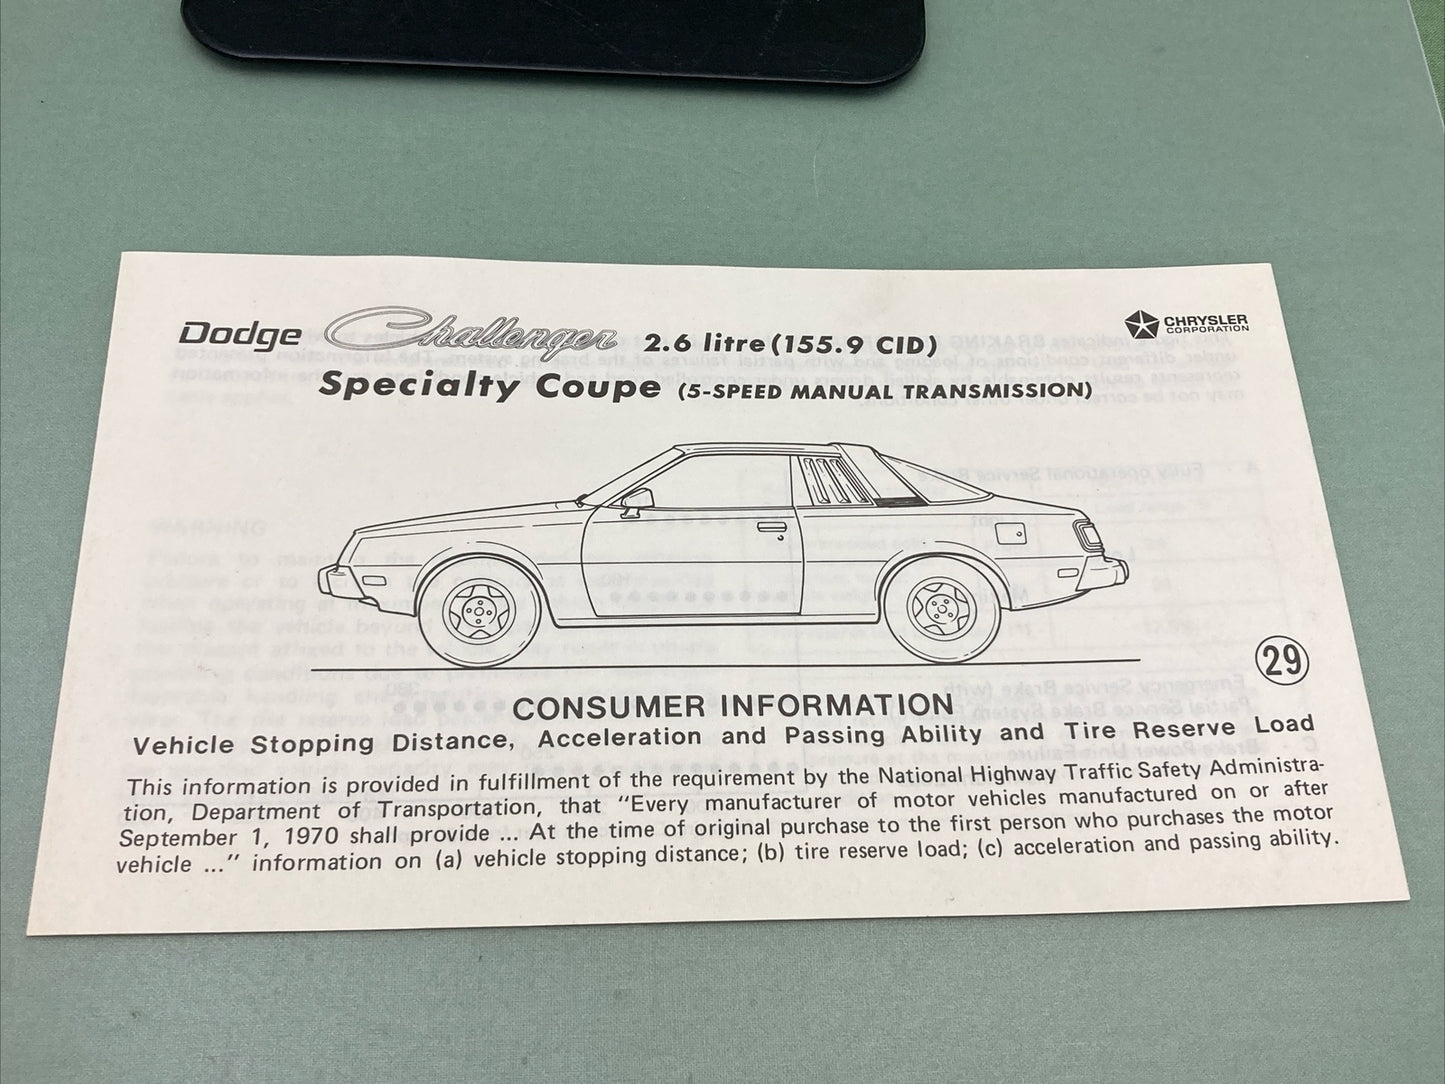 Dodge Challenger 2.6 litre (155.9 CID)
CHRYSLER
CORPORATION
Specialty Coupe (5-SPEED MANUAL TRANSMISSION)
29
CONSUMER INFORMATION
Vehicle Stopping Distance, Acceleration and Passing Ability and Tire Reserve Load
This information is provided in fulfillment of the requirement by the National Highway Traffic Safety Administra-
tion, Department of Transportation, that "Every manufacturer of motor vehicles manufactured on or after
September 1, 1970 shall provide ... At the time of original purchase to the first person who purchases the motor
vehicle ..." information on (a) vehicle stopping distance; (b) tire reserve load; (c) acceleration and passing ability.